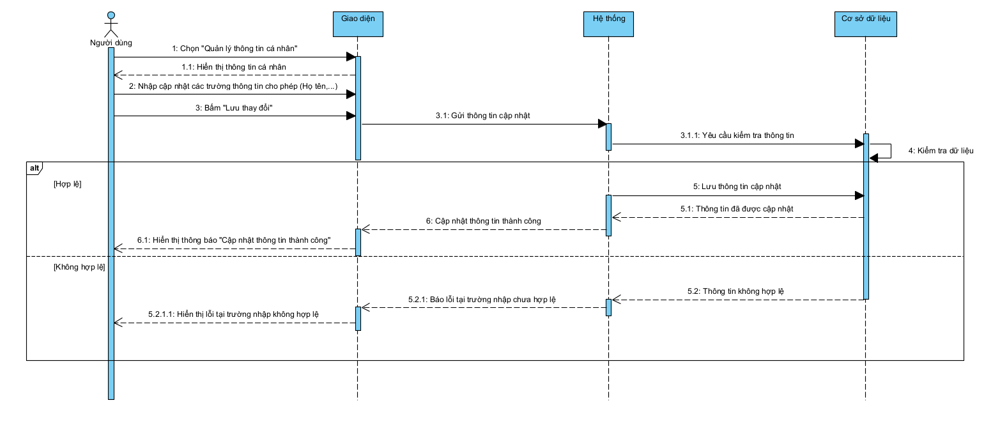 Người dùng
Giao diện
Hệ thống
Cơ sở dữ liệu
1: Chọn "Quản lý thông tin cá nhân"
1.1: Hiển thị thông tin cá nhân
2: Nhập cập nhật các trường thông tin cho phép (Họ tên,...)
3: Bấm "Lưu thay đổi"
3.1: Gửi thông tin cập nhật
3.1.1: Yêu cầu kiểm tra thông tin
4: Kiểm tra dữ liệu
alt
[Hợp lệ]
5: Lưu thông tin cập nhật
5.1: Thông tin đã được cập nhật
6: Cập nhật thông tin thành công
6.1: Hiển thị thông báo "Cập nhật thông tin thành công"
[Không hợp lệ]
5.2: Thông tin không hợp lệ
5.2.1: Báo lỗi tại trường nhập chưa hợp lệ
5.2.1.1: Hiển thị lỗi tại trường nhập không hợp lệ